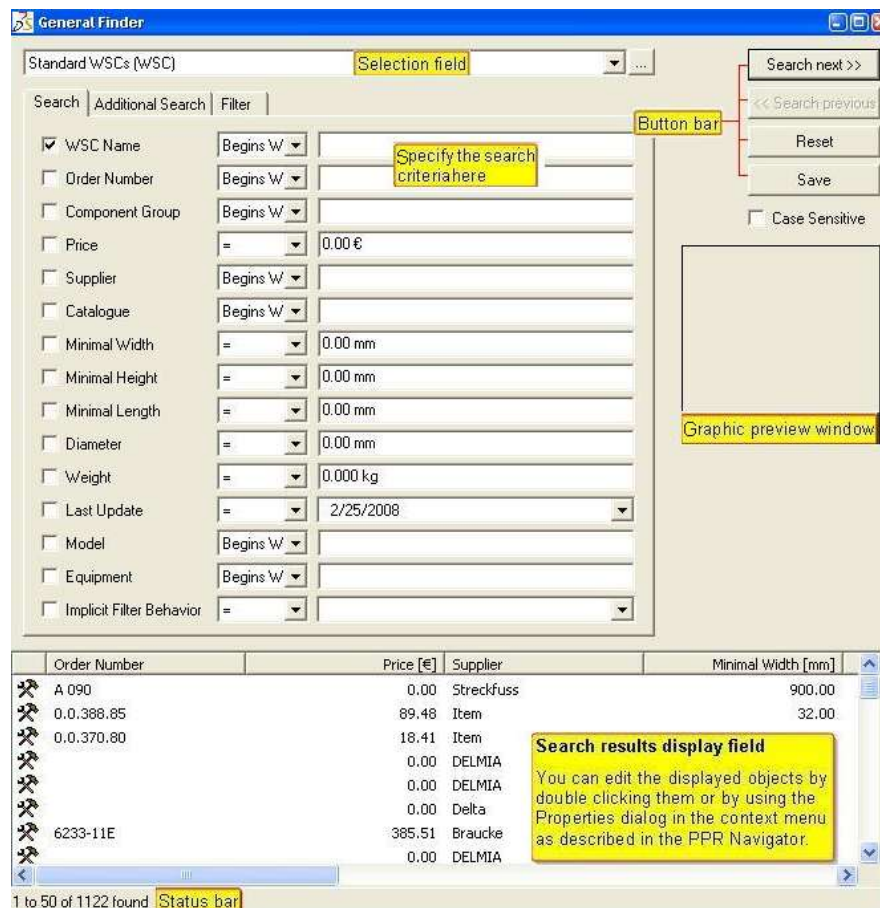 General Finder
Standard WSCs (WSC) Selection field ...
Search next >>
Search Additional Search Filter
<< Search previous
Button bar
WSC Name Begins W
Specify the search
criteria here
Reset
Order Number Begins W
Save
Component Group Begins W
Case Sensitive
Price = 0.00 €
Supplier Begins W
Catalogue Begins W
Minimal Width = 0.00 mm
Minimal Height = 0.00 mm
Minimal Length = 0.00 mm
Graphic preview window
Diameter = 0.00 mm
Weight = 0.000 kg
Last Update = 2/25/2008
Model Begins W
Equipment Begins W
Implicit Filter Behavior =
Order Number Price [€] Supplier Minimal Width [mm]
A 090 0.00 Streckfuss 900.00
0.0.388.85 89.48 Item 32.00
0.0.370.80 18.41 Item
0.00 DELMIA
0.00 DELMIA
0.00 Delta
6233-11E 385.51 Braucke
0.00 DELMIA
Search results display field
You can edit the displayed objects by
double clicking them or by using the
Properties dialog in the context menu
as described in the PPR Navigator.
1 to 50 of 1122 found Status bar